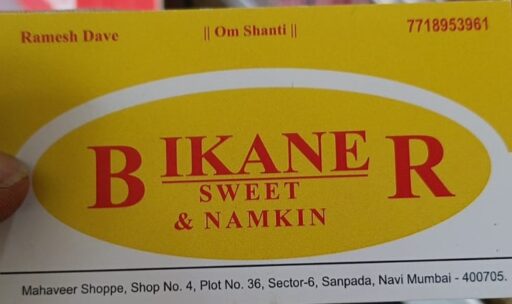 Ramesh Dave || Om Shanti || 7718953961
BIKANER
SWEET
& NAMKIN
Mahaveer Shoppe, Shop No. 4, Plot No. 36, Sector-6, Sanpada, Navi Mumbai - 400705.